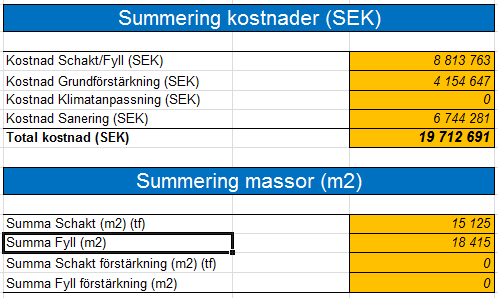 Summering kostnader (SEK)
Kostnad Schakt/Fyll (SEK) 8 813 763
Kostnad Grundförstärkning (SEK) 4 154 647
Kostnad Klimatanpassning (SEK) 0
Kostnad Sanering (SEK) 6 744 281
Total kostnad (SEK) 19 712 691
Summering massor (m2)
Summa Schakt (m2) (tf) 15 125
Summa Fyll (m2) 18 415
Summa Schakt förstärkning (m2) (tf) 0
Summa Fyll förstärkning (m2) 0